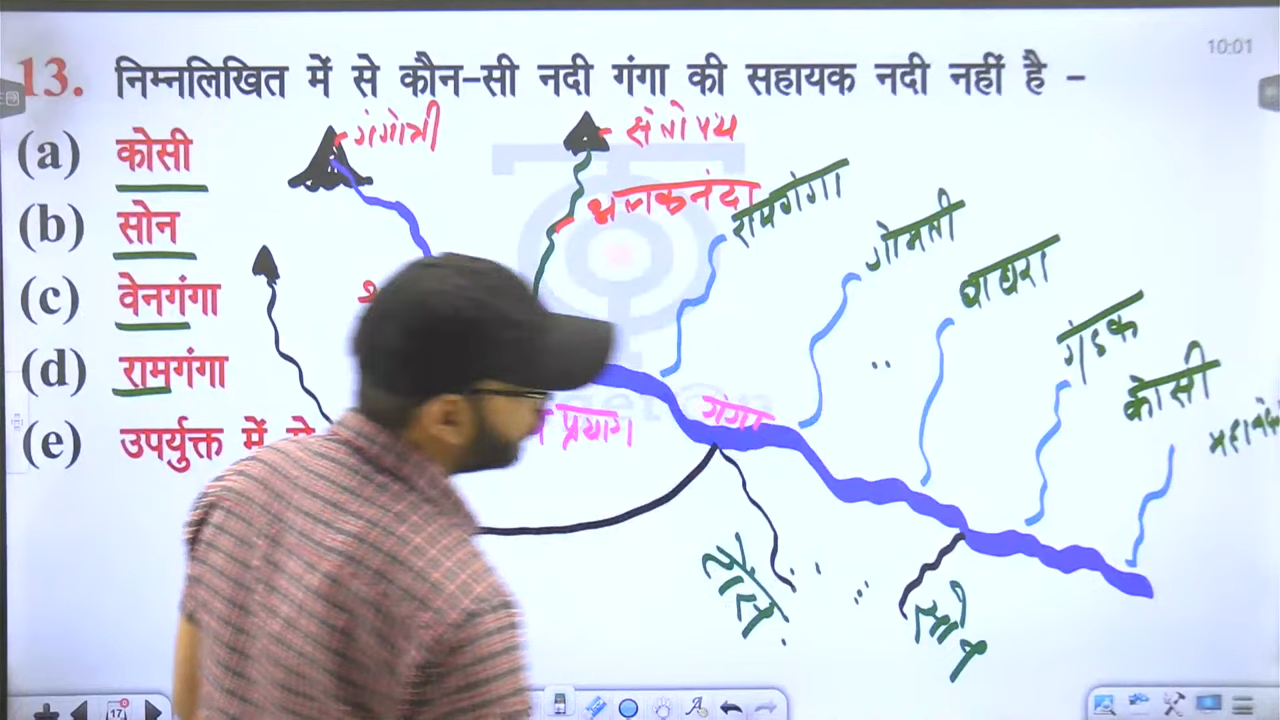 10:01
13. निम्नलिखित में से कौन-सी नदी गंगा की सहायक नदी नहीं है -
(a) कोसी
(b) सोन
(c) वेनगंगा
(d) रामगंगा
(e) उपर्युक्त में से
गंगोत्री
संतोपथ
अलकनंदा
रामगंगा
गोमती
घाघरा
गंडक
कोसी
प्रयाग
गंगा
सोन
17